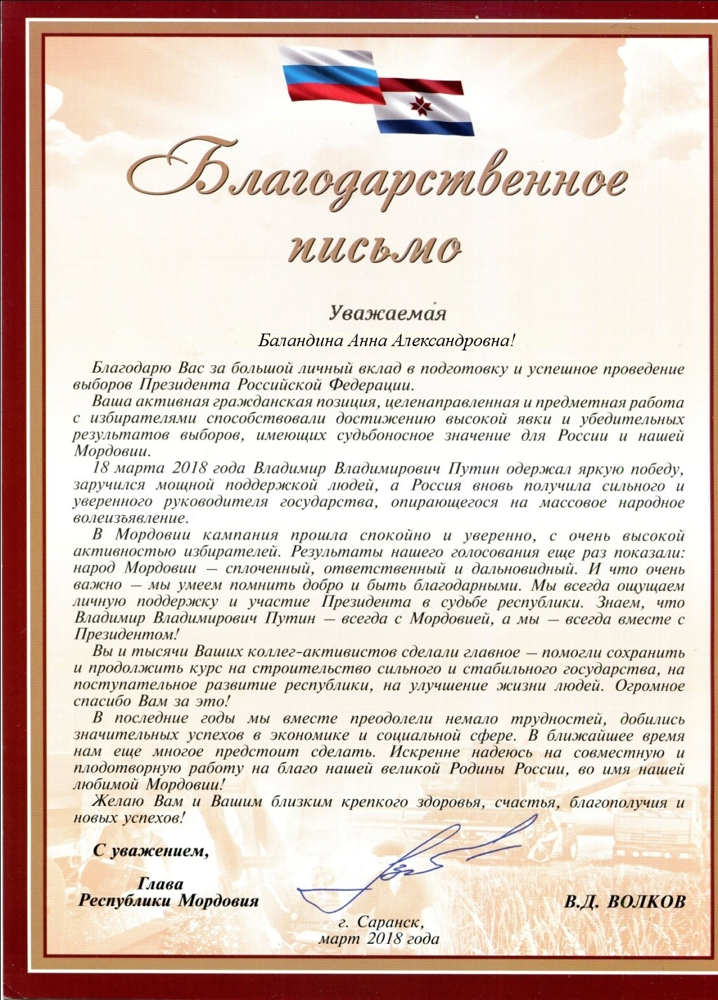 Благодарственное
письмо
Уважаемая
Баландина Анна Александровна!
Благодарю Вас за большой личный вклад в подготовку и успешное проведение
выборов Президента Российской Федерации.
Ваша активная гражданская позиция, целенаправленная и предметная работа
с избирателями способствовали достижению высокой явки и убедительных
результатов выборов, имеющих судьбоносное значение для России и нашей
Мордовии.
18 марта 2018 года Владимир Владимирович Путин одержал яркую победу,
заручился мощной поддержкой людей, а Россия вновь получила сильного и
уверенного руководителя государства, опирающегося на массовое народное
волеизъявление.
В Мордовии кампания прошла спокойно и уверенно, с очень высокой
активностью избирателей. Результаты нашего голосования еще раз показали:
народ Мордовии – сплоченный, ответственный и дальновидный. И что очень
важно – мы умеем помнить добро и быть благодарными. Мы всегда ощущаем
личную поддержку и участие Президента в судьбе республики. Знаем, что
Владимир Владимирович Путин – всегда с Мордовией, а мы – всегда вместе с
Президентом!
Вы и тысячи Ваших коллег-активистов сделали главное – помогли сохранить
и продолжить курс на строительство сильного и стабильного государства, на
поступательное развитие республики, на улучшение жизни людей. Огромное
спасибо Вам за это!
В последние годы мы вместе преодолели немало трудностей, добились
значительных успехов в экономике и социальной сфере. В ближайшее время
нам еще многое предстоит сделать. Искренне надеюсь на совместную и
плодотворную работу на благо нашей великой Родины России, во имя нашей
любимой Мордовии!
Желаю Вам и Вашим близким крепкого здоровья, счастья, благополучия и
новых успехов!
С уважением,
Глава
Республики Мордовия
В.Д. ВОЛКОВ
г. Саранск,
март 2018 года